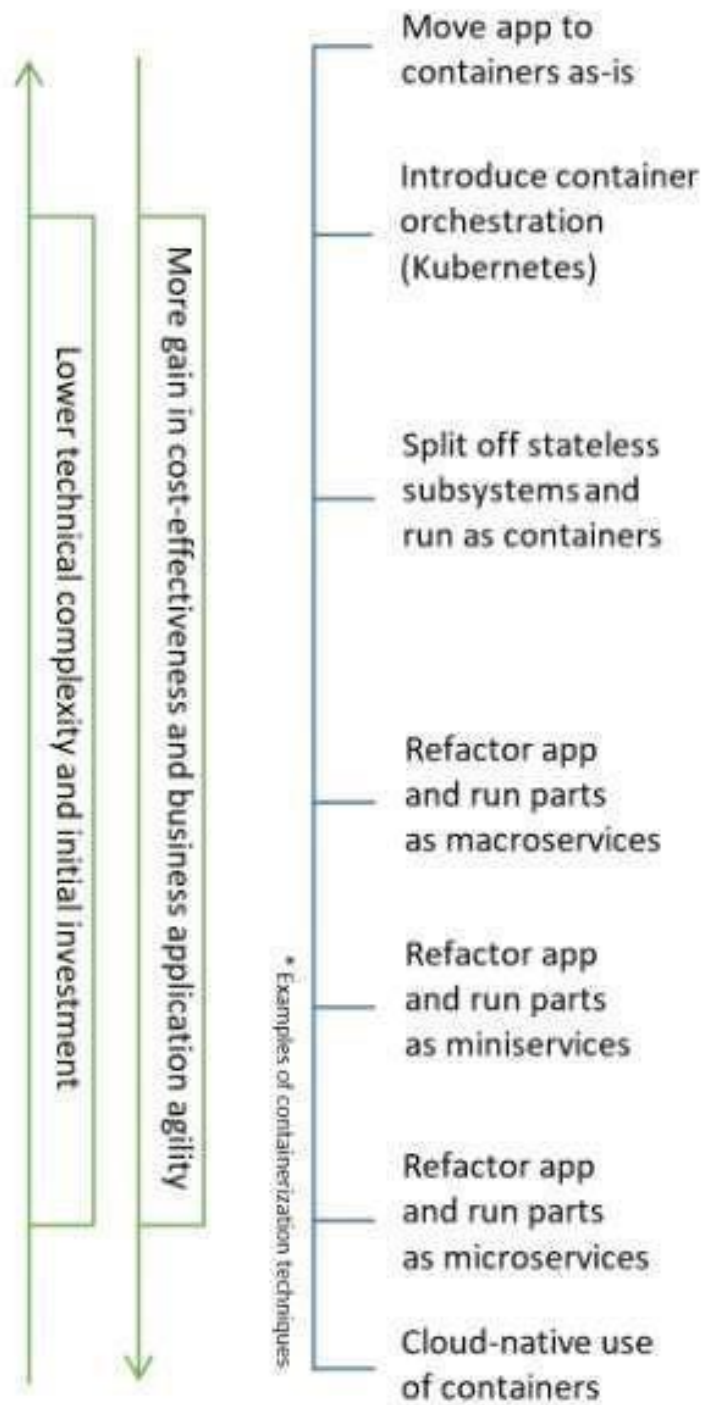 Move app to
containers as-is
Introduce container
orchestration
(Kubernetes)
Split off stateless
subsystems and
run as containers
Refactor app
and run parts
as macroservices
Refactor app
and run parts
as miniservices
Refactor app
and run parts
as microservices
Cloud-native use
of containers
More gain in cost-effectiveness and business application agility
Lower technical complexity and initial investment
* Examples of containerization techniques.